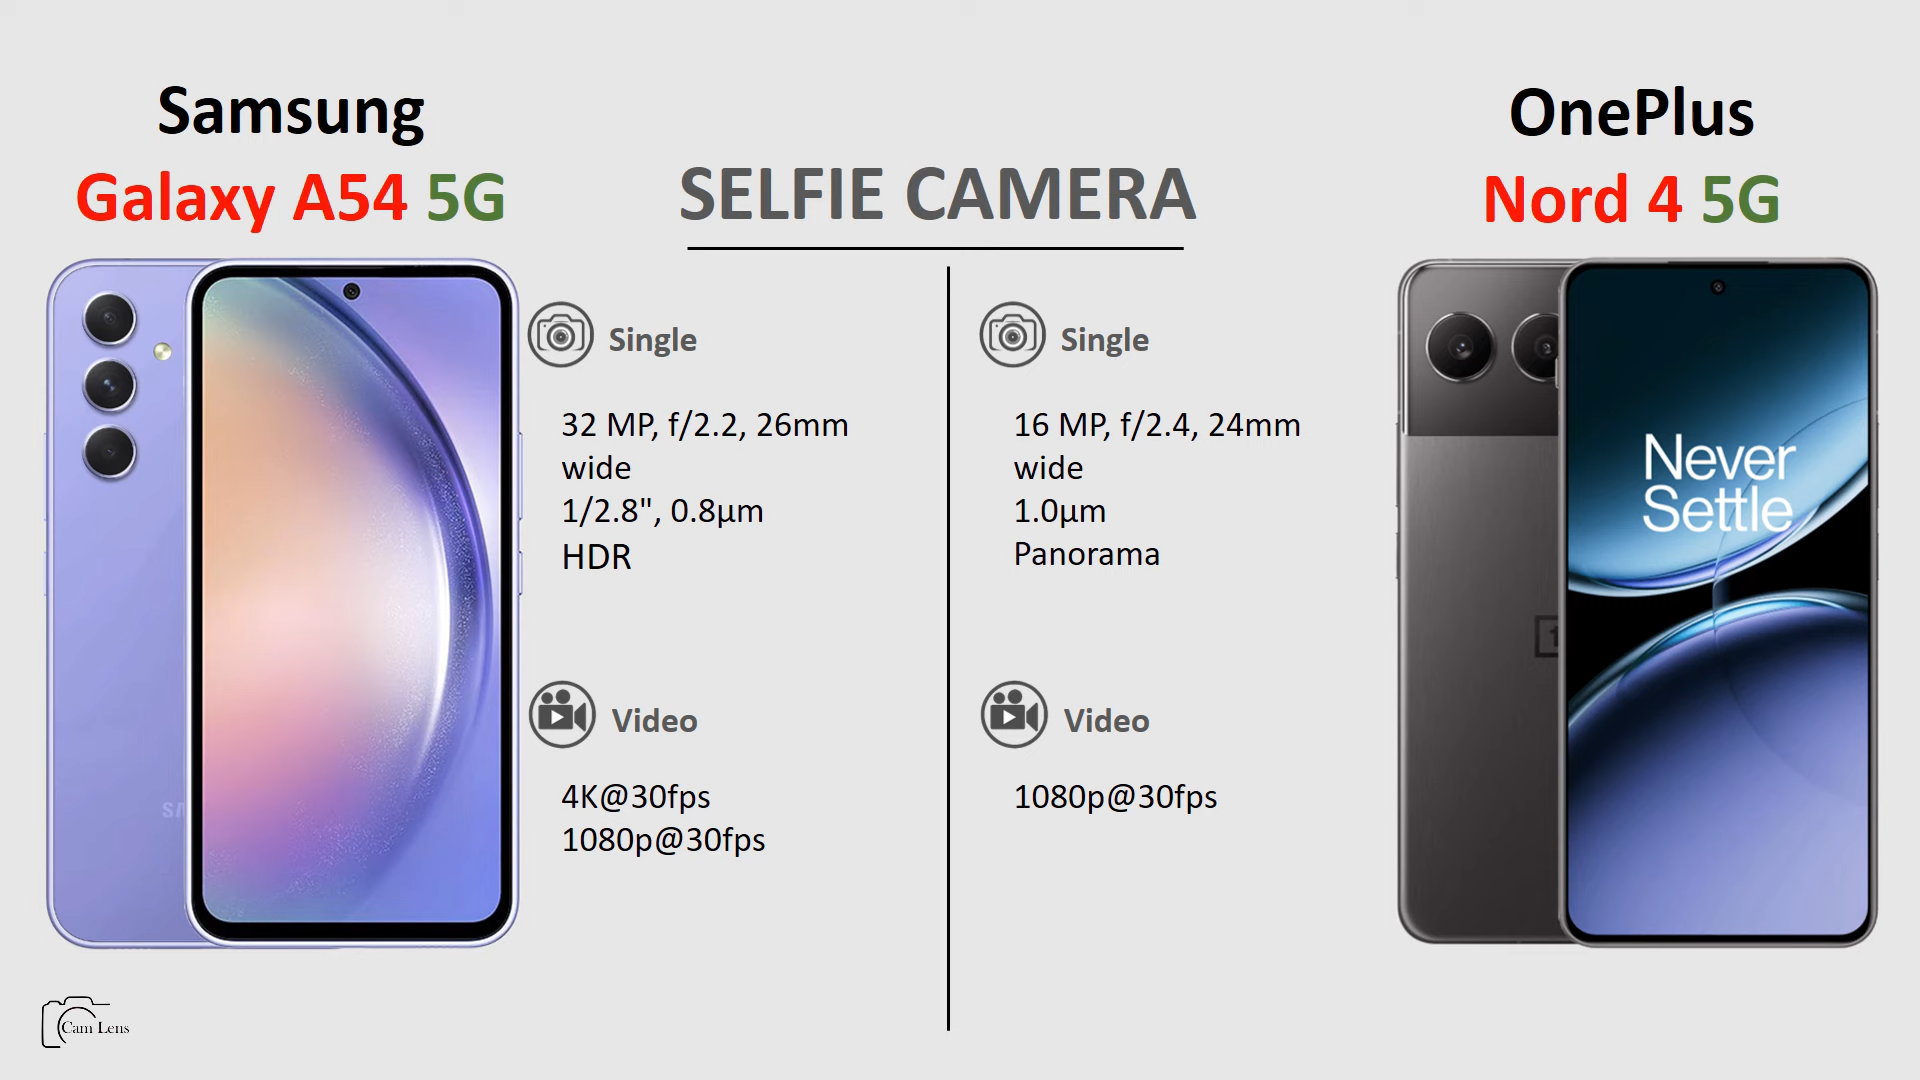 Samsung
Galaxy A54 5G
SELFIE CAMERA
OnePlus
Nord 4 5G
Single
32 MP, f/2.2, 26mm
wide
1/2.8", 0.8µm
HDR
Video
4K@30fps
1080p@30fps
Single
16 MP, f/2.4, 24mm
wide
1.0µm
Panorama
Video
1080p@30fps
Never
Settle
Cam Lens